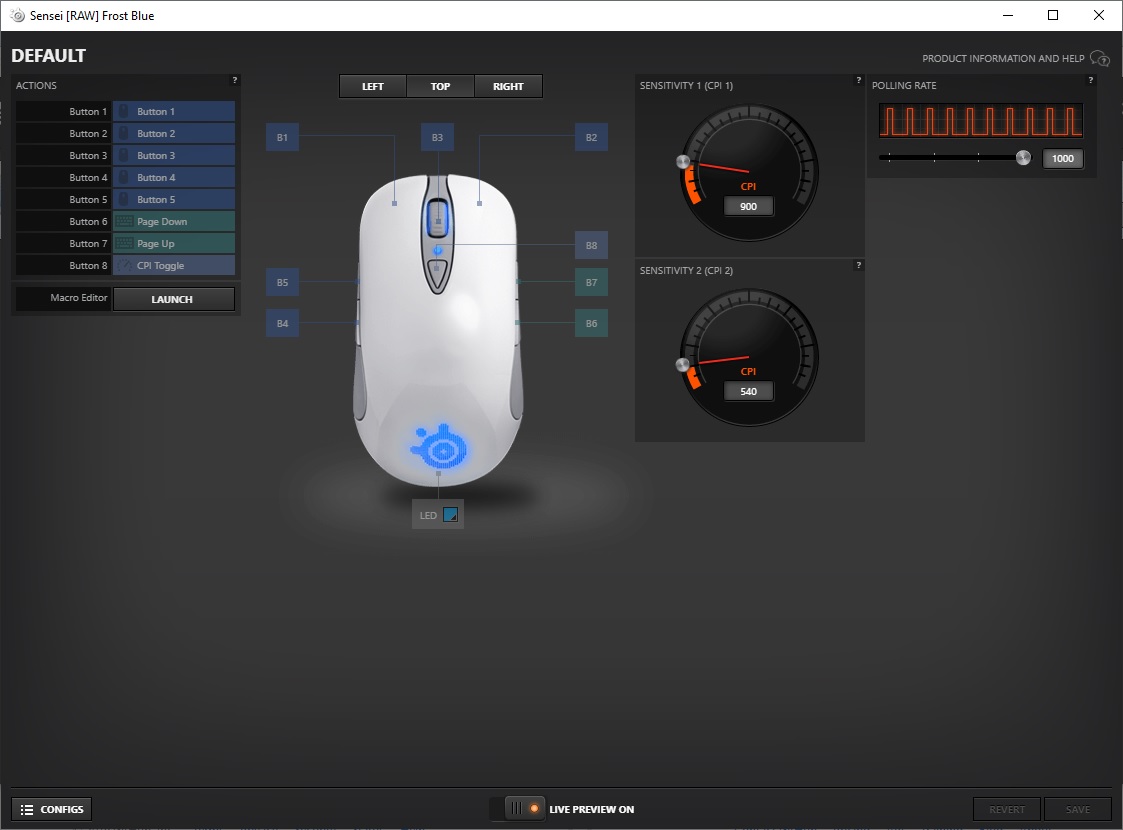 Sensei [RAW] Frost Blue
DEFAULT
PRODUCT INFORMATION AND HELP ?
ACTIONS ?
Button 1 Button 1
Button 2 Button 2
Button 3 Button 3
Button 4 Button 4
Button 5 Button 5
Button 6 Page Down
Button 7 Page Up
Button 8 CPI Toggle
Macro Editor LAUNCH
LEFT TOP RIGHT
B1 B3 B2
B8
B5 B7
B4 B6
LED
SENSITIVITY 1 (CPI 1) ?
CPI
900
SENSITIVITY 2 (CPI 2) ?
CPI
540
POLLING RATE ?
1000
CONFIGS
LIVE PREVIEW ON
REVERT SAVE